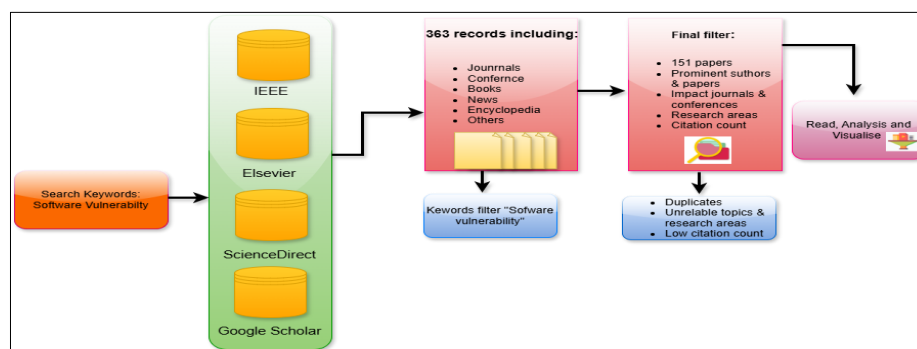 Search Keywords:
Software Vulnerabilty
IEEE
Elsevier
ScienceDirect
Google Scholar
363 records including:
• Jounrnals
• Confernce
• Books
• News
• Encyclopedia
• Others
Kewords filter "Sofware
vulnerability"
Final filter:
• 151 papers
• Prominent suthors
& papers
• Impact journals &
conferences
• Research areas
• Citation count
• Duplicates
• Unrelable topics &
research areas
• Low citation count
Read, Analysis and
Visualise